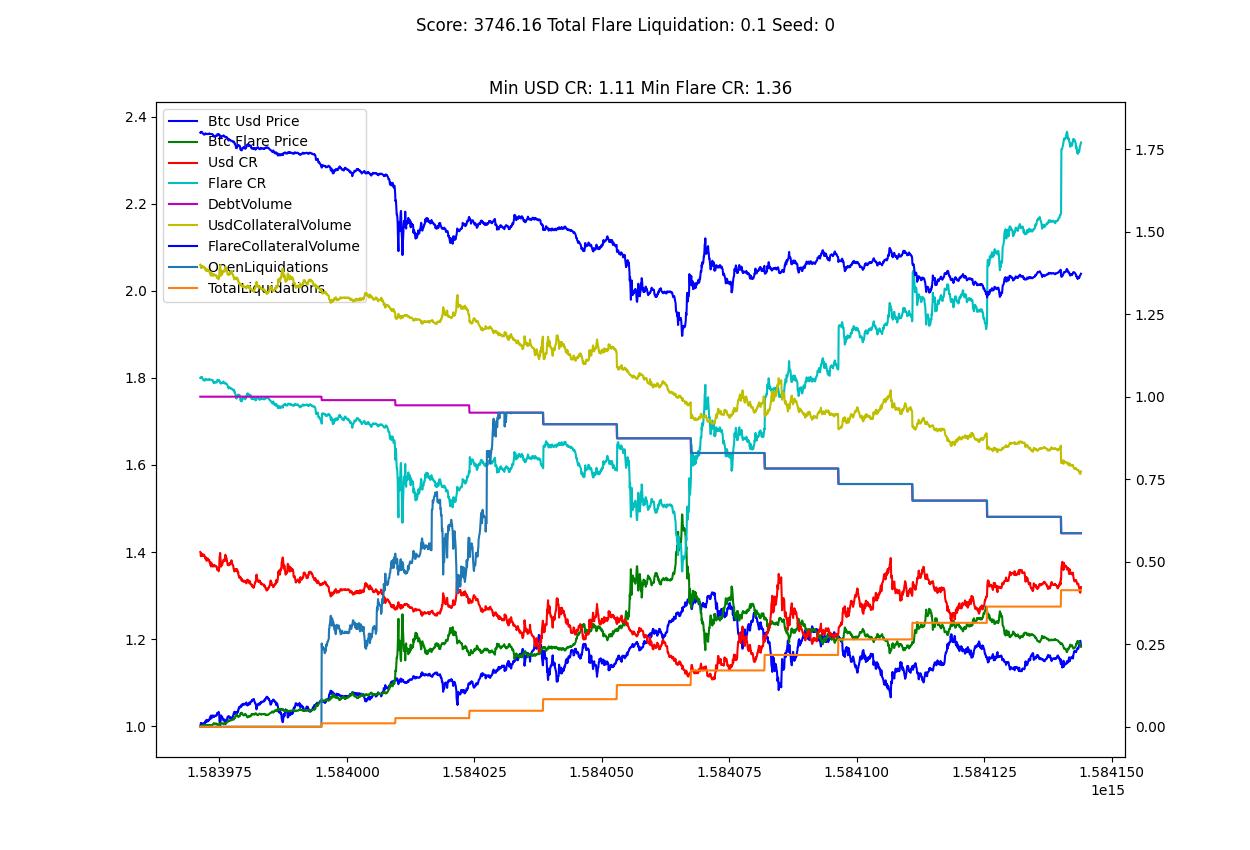 Score: 3746.16 Total Flare Liquidation: 0.1 Seed: 0
Min USD CR: 1.11 Min Flare CR: 1.36
Btc Usd Price
Btc Flare Price
Usd CR
Flare CR
DebtVolume
UsdCollateralVolume
FlareCollateralVolume
OpenLiquidations
TotalLiquidations
2.4
2.2
2.0
1.8
1.6
1.4
1.2
1.0
1.75
1.50
1.25
1.00
0.75
0.50
0.25
0.00
1.583975 1.584000 1.584025 1.584050 1.584075 1.584100 1.584125 1.584150
1e15